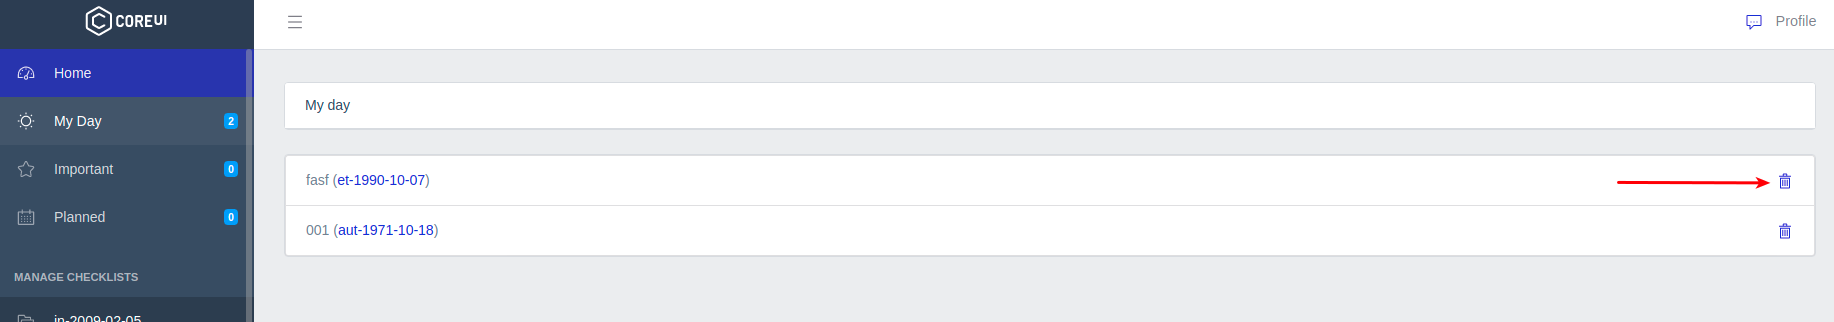 COREUI
Profile
Home
My Day 2
Important 0
Planned 0
MANAGE CHECKLISTS
in-2009-02-05
My day
fasf (et-1990-10-07)
001 (aut-1971-10-18)